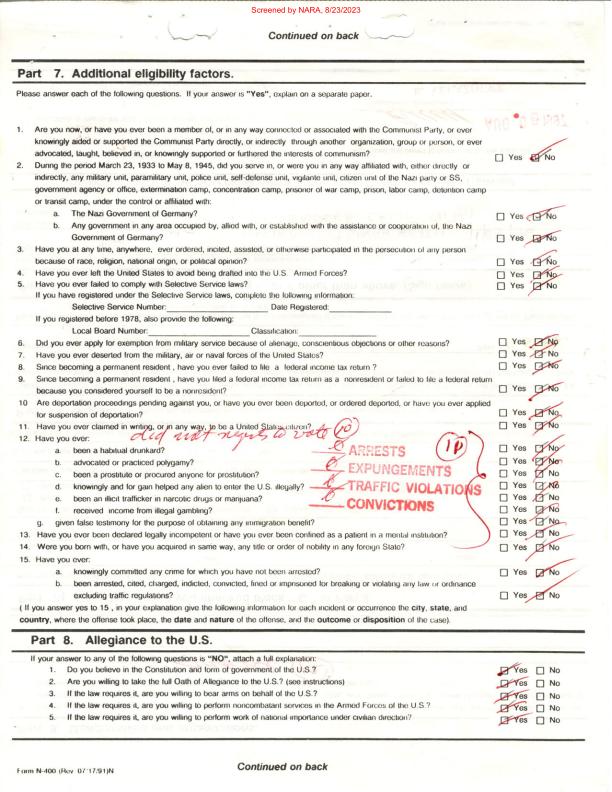 Screened by NARA, 8/23/2023
Continued on back
Part 7. Additional eligibility factors.
Please answer each of the following questions. If your answer is "Yes", explain on a separate paper.
1. Are you now, or have you ever been a member of, or in any way connected or associated with the Communist Party, or ever
knowingly aided or supported the Communist Party directly, or indirectly through another organization, group or person, or ever
advocated, taught, believed in, or knowingly supported or furthered the interests of communism? Yes No
2. During the period March 23, 1933 to May 8, 1945, did you serve in, or were you in any way affiliated with, either directly or
indirectly, any military unit, paramilitary unit, police unit, self-defense unit, vigilante unit, citizen unit of the Nazi party or SS,
government agency or office, extermination camp, concentration camp, prisoner of war camp, prison, labor camp, detention camp
or transit camp, under the control or affiliated with:
a. The Nazi Government of Germany? Yes No
b. Any government in any area occupied by, allied with, or established with the assistance or cooperation of, the Nazi
Government of Germany? Yes No
3. Have you at any time, anywhere, ever ordered, incited, assisted, or otherwise participated in the persecution of any person
because of race, religion, national origin, or political opinion? Yes No
4. Have you ever left the United States to avoid being drafted into the U.S. Armed Forces? Yes No
5. Have you ever failed to comply with Selective Service laws? Yes No
If you have registered under the Selective Service laws, complete the following information:
Selective Service Number: Date Registered:
If you registered before 1978, also provide the following:
Local Board Number: Classification:
6. Did you ever apply for exemption from military service because of alienage, conscientious objections or other reasons? Yes No
7. Have you ever deserted from the military, air or naval forces of the United States? Yes No
8. Since becoming a permanent resident , have you ever failed to file a federal income tax return ? Yes No
9. Since becoming a permanent resident , have you filed a federal income tax return as a nonresident or failed to file a federal return
because you considered yourself to be a nonresident? Yes No
10 Are deportation proceedings pending against you, or have you ever been deported, or ordered deported, or have you ever applied
for suspension of deportation? Yes No
11. Have you ever claimed in writing, or in any way, to be a United States citizen? Yes No
did not regis to vote
12. Have you ever:
a. been a habitual drunkard? Yes No
ARRESTS
b. advocated or practiced polygamy? Yes No
EXPUNGEMENTS
c. been a prostitute or procured anyone for prostitution? Yes No
d. knowingly and for gain helped any alien to enter the U.S. illegally? Yes No
TRAFFIC VIOLATIONS
e. been an illicit trafficker in narcotic drugs or marijuana? Yes No
CONVICTIONS
f. received income from illegal gambling? Yes No
g. given false testimony for the purpose of obtaining any immigration benefit? Yes No
13. Have you ever been declared legally incompetent or have you ever been confined as a patient in a mental institution? Yes No
14. Were you born with, or have you acquired in same way, any title or order of nobility in any foreign State? Yes No
15. Have you ever:
a. knowingly committed any crime for which you have not been arrested? Yes No
b. been arrested, cited, charged, indicted, convicted, fined or imprisoned for breaking or violating any law or ordinance
excluding traffic regulations? Yes No
( If you answer yes to 15 , in your explanation give the following information for each incident or occurrence the city, state, and
country, where the offense took place, the date and nature of the offense, and the outcome or disposition of the case).
Part 8. Allegiance to the U.S.
If your answer to any of the following questions is "NO", attach a full explanation:
1. Do you believe in the Constitution and form of government of the U.S.? Yes No
2. Are you willing to take the full Oath of Allegiance to the U.S.? (see instructions) Yes No
3. If the law requires it, are you willing to bear arms on behalf of the U.S.? Yes No
4. If the law requires it, are you willing to perform noncombatant services in the Armed Forces of the U.S.? Yes No
5. If the law requires it, are you willing to perform work of national importance under civilian direction? Yes No
Continued on back
Form N-400 (Rev 07/17/91)N